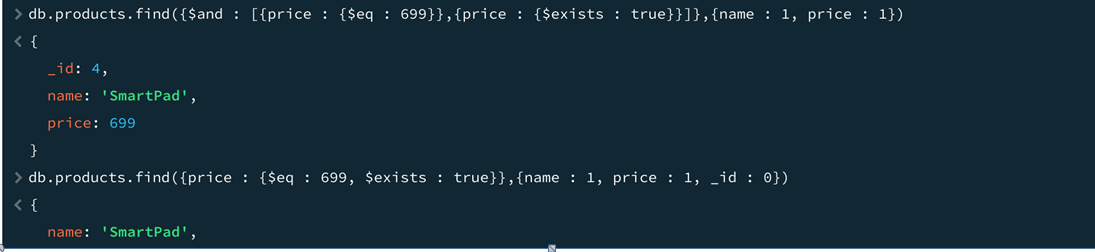 > db.products.find({$and : [{price : {$eq : 699}},{price : {$exists : true}}]},{name : 1, price : 1})
< {
_id: 4,
name: 'SmartPad',
price: 699
}
> db.products.find({price : {$eq : 699, $exists : true}},{name : 1, price : 1, _id : 0})
< {
name: 'SmartPad',